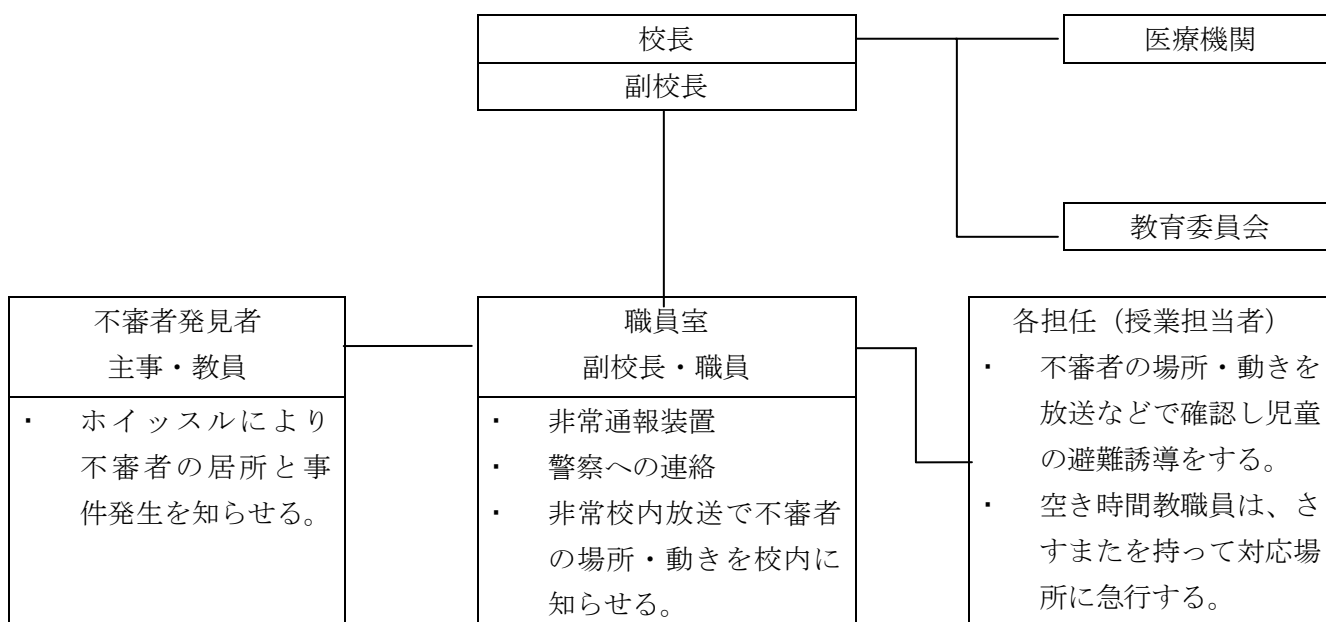 校長
副校長
医療機関
教育委員会
不審者発見者
主事・教員
・ ホイッスルにより
不審者の居所と事
件発生を知らせる。
職員室
副校長・職員
・ 非常通報装置
・ 警察への連絡
・ 非常校内放送で不審者
の場所・動きを校内に
知らせる。
各担任（授業担当者）
・ 不審者の場所・動きを
放送などで確認し児童
の避難誘導をする。
・ 空き時間教職員は、さ
すまたを持って対応場
所に急行する。